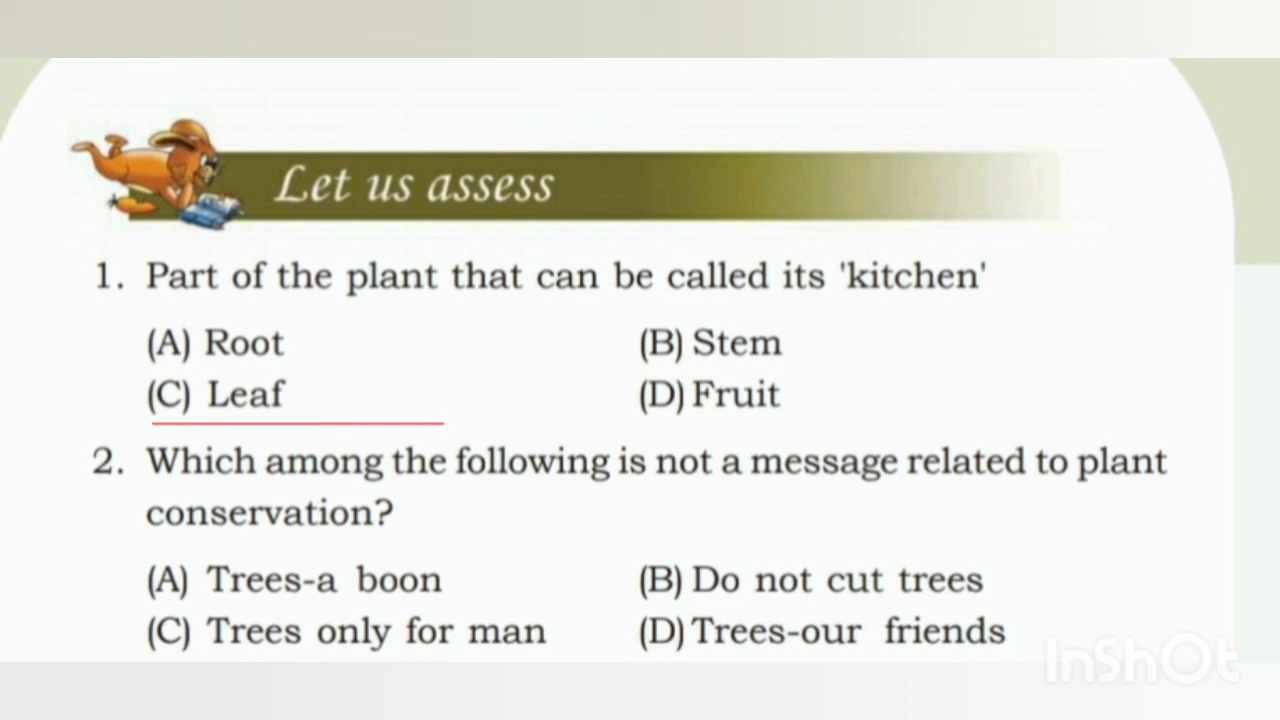 Let us assess
1. Part of the plant that can be called its 'kitchen'
(A) Root (B) Stem
(C) Leaf (D) Fruit
2. Which among the following is not a message related to plant
conservation?
(A) Trees-a boon (B) Do not cut trees
(C) Trees only for man (D) Trees-our friends
InShOt